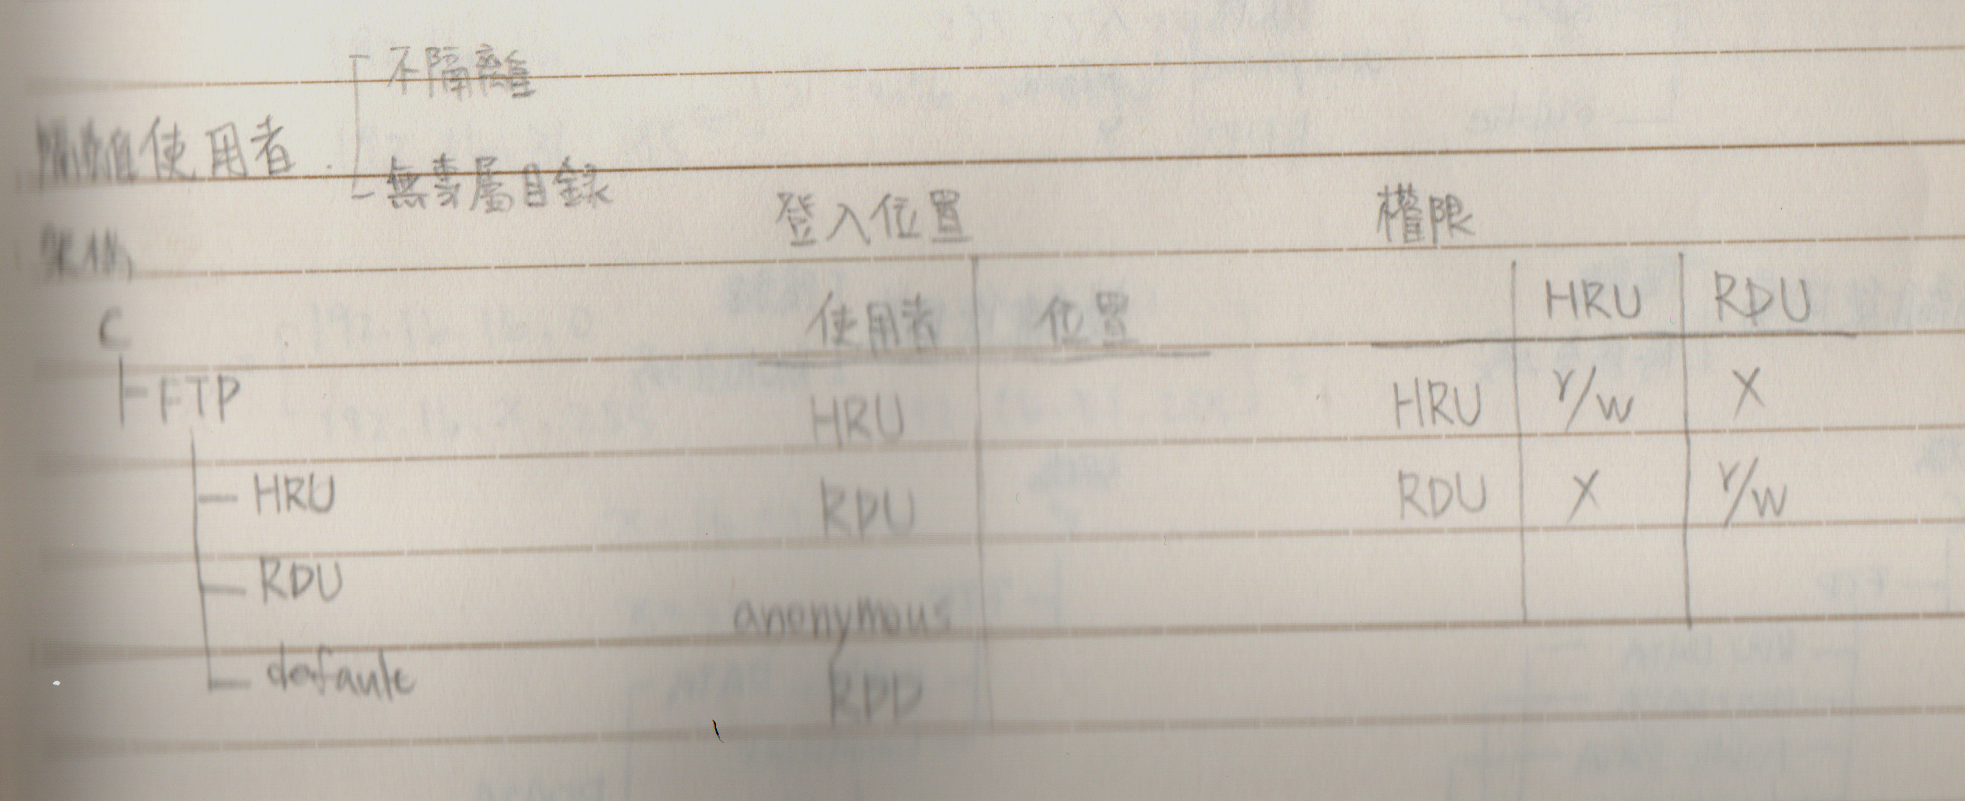 不隔離
隔離使用者
無專屬目錄
架構
登入位置 權限
C
使用者 位置 HRU RDU
FTP
HRU HRU r/w X
HRU RDU RDU X r/w
RDU anonymous
default RDD